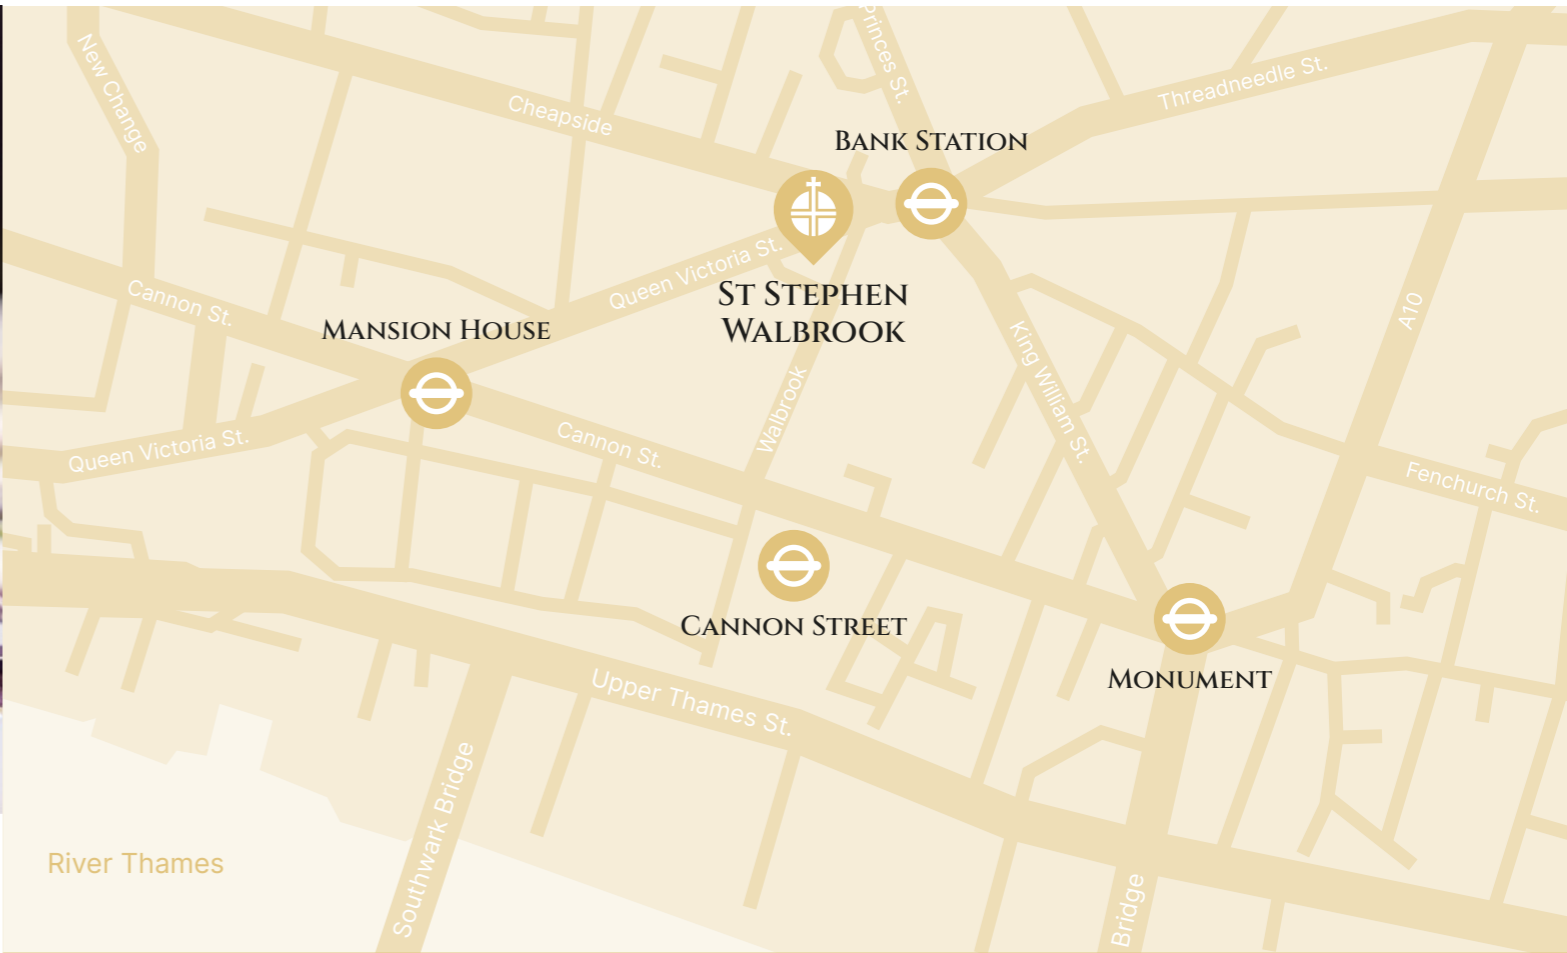 Princes St.
New Change
Threadneedle St.
Cheapside
BANK STATION
Queen Victoria St.
Cannon St.
ST STEPHEN
WALBROOK
A10
MANSION HOUSE
King William St.
Walbrook
Queen Victoria St.
Cannon St.
Fenchurch St.
CANNON STREET
MONUMENT
Upper Thames St.
Southwark Bridge
River Thames
Bridge